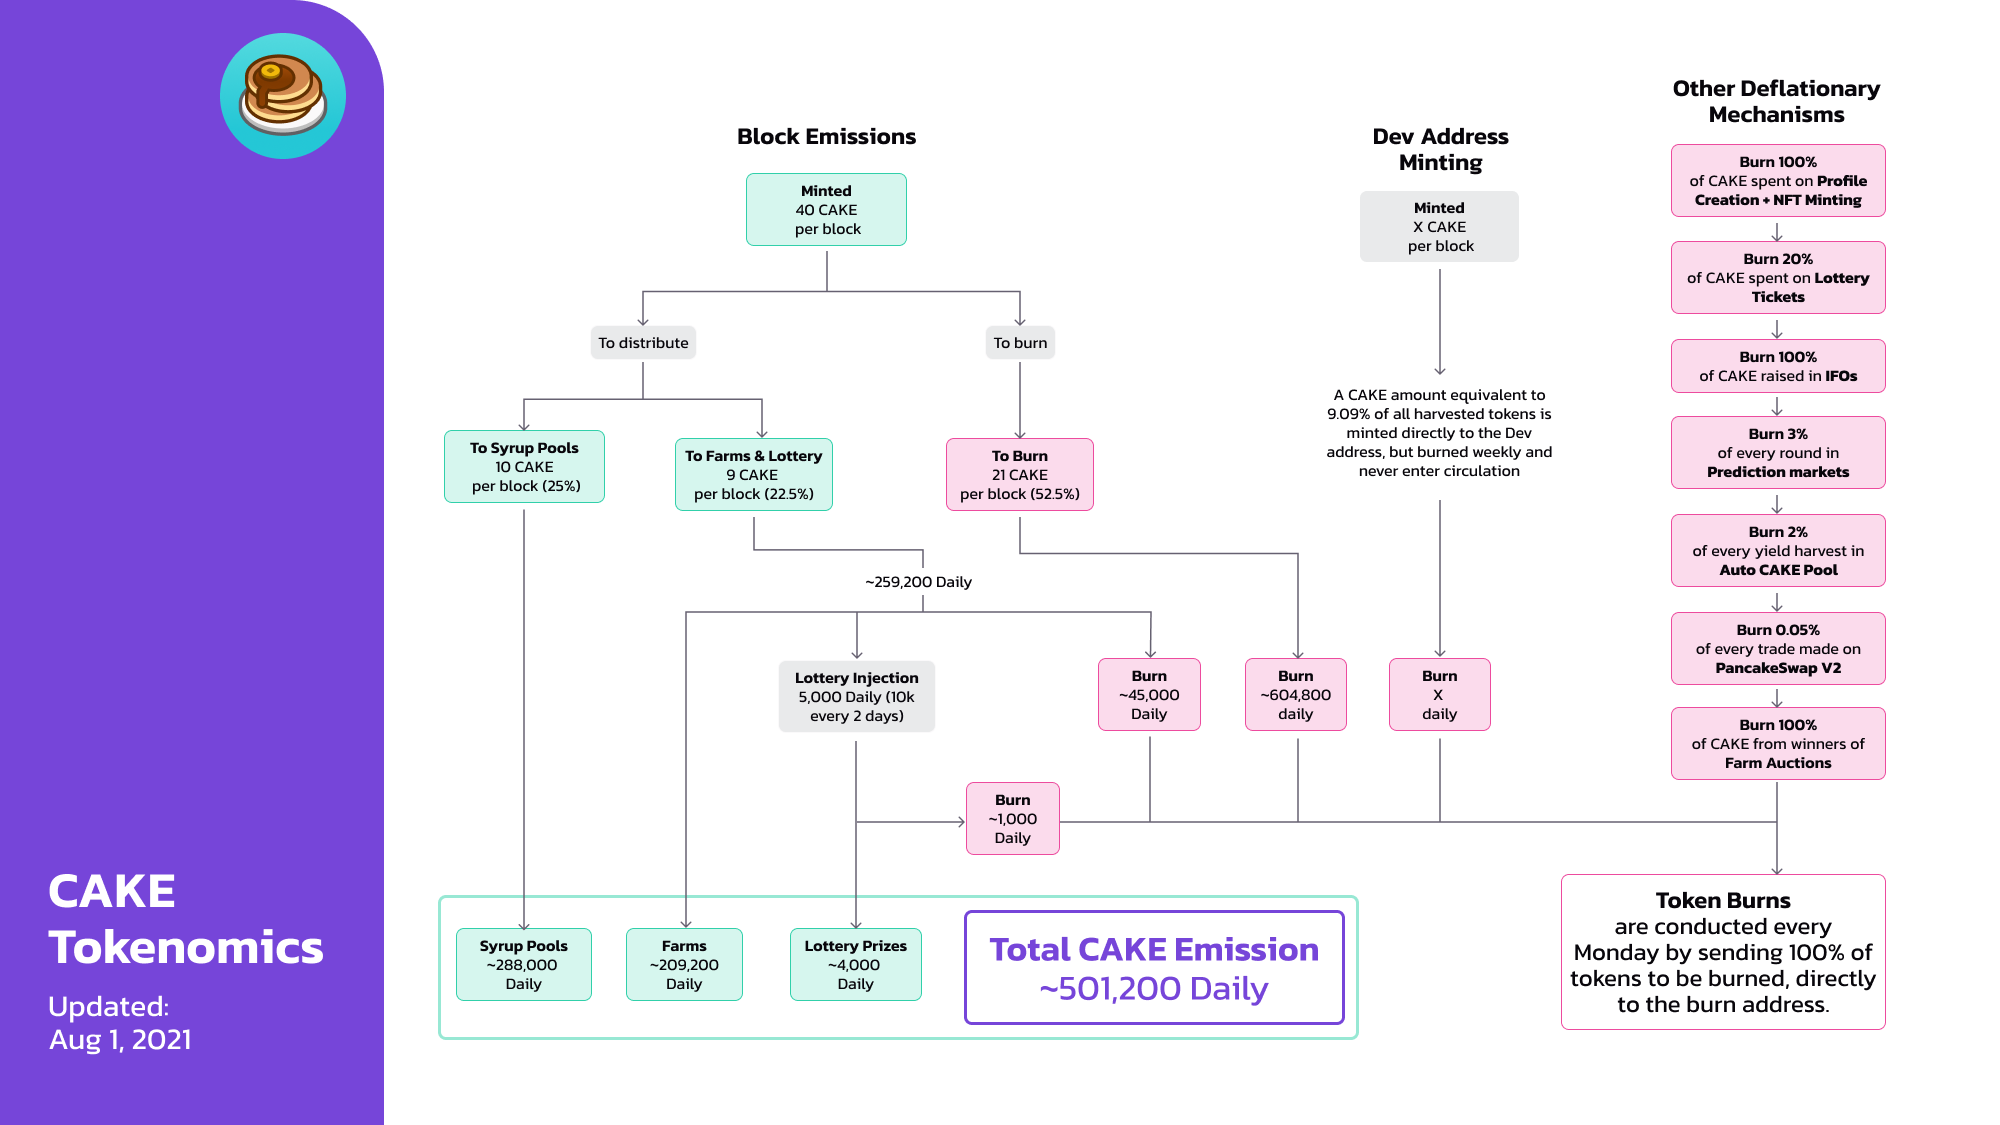 CAKE
Tokenomics
Updated:
Aug 1, 2021
Block Emissions
Minted
40 CAKE
per block
To distribute
To burn
To Syrup Pools
10 CAKE
per block (25%)
To Farms & Lottery
9 CAKE
per block (22.5%)
To Burn
21 CAKE
per block (52.5%)
~259,200 Daily
Lottery Injection
5,000 Daily (10k
every 2 days)
Burn
~45,000
Daily
Burn
~604,800
daily
Burn
~1,000
Daily
Syrup Pools
~288,000
Daily
Farms
~209,200
Daily
Lottery Prizes
~4,000
Daily
Total CAKE Emission
~501,200 Daily
Dev Address
Minting
Minted
X CAKE
per block
A CAKE amount equivalent to
9.09% of all harvested tokens is
minted directly to the Dev
address, but burned weekly and
never enter circulation
Burn
X
daily
Other Deflationary
Mechanisms
Burn 100%
of CAKE spent on Profile
Creation + NFT Minting
Burn 20%
of CAKE spent on Lottery
Tickets
Burn 100%
of CAKE raised in IFOs
Burn 3%
of every round in
Prediction markets
Burn 2%
of every yield harvest in
Auto CAKE Pool
Burn 0.05%
of every trade made on
PancakeSwap V2
Burn 100%
of CAKE from winners of
Farm Auctions
Token Burns
are conducted every
Monday by sending 100% of
tokens to be burned, directly
to the burn address.